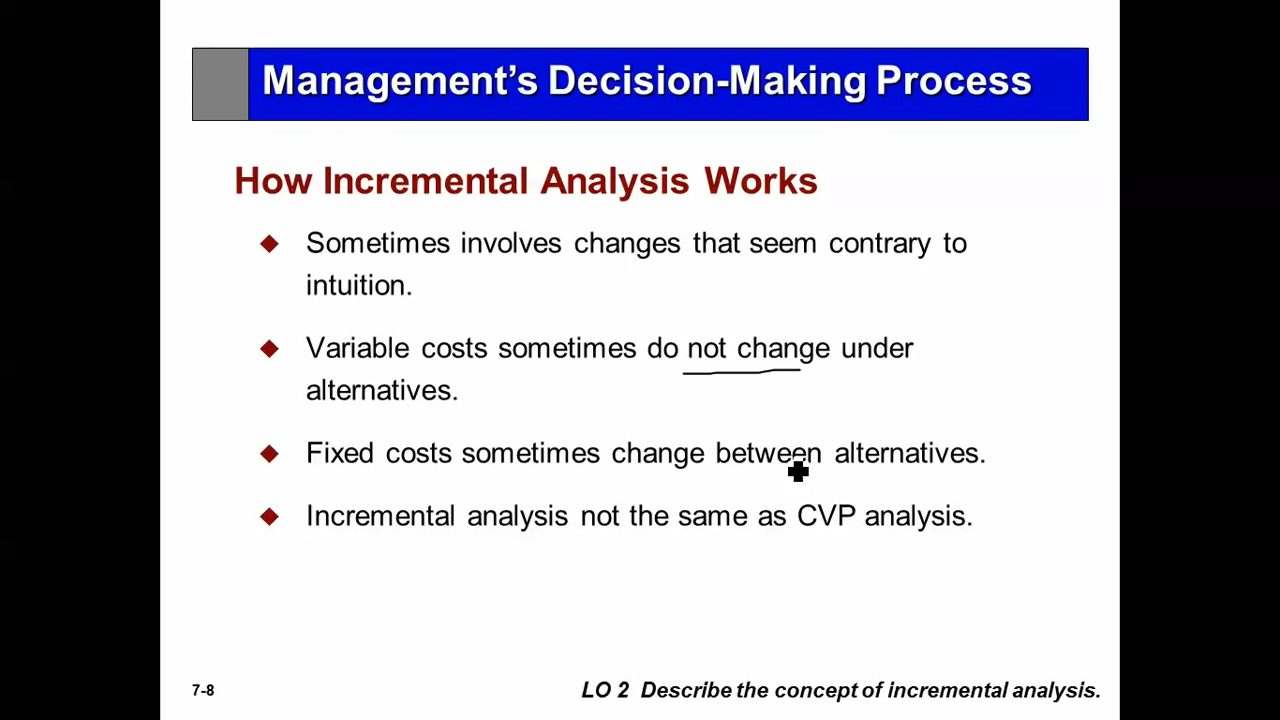 Management’s Decision-Making Process
How Incremental Analysis Works
Sometimes involves changes that seem contrary to
intuition.
Variable costs sometimes do not change under
alternatives.
Fixed costs sometimes change between alternatives.
Incremental analysis not the same as CVP analysis.
7-8
LO 2 Describe the concept of incremental analysis.